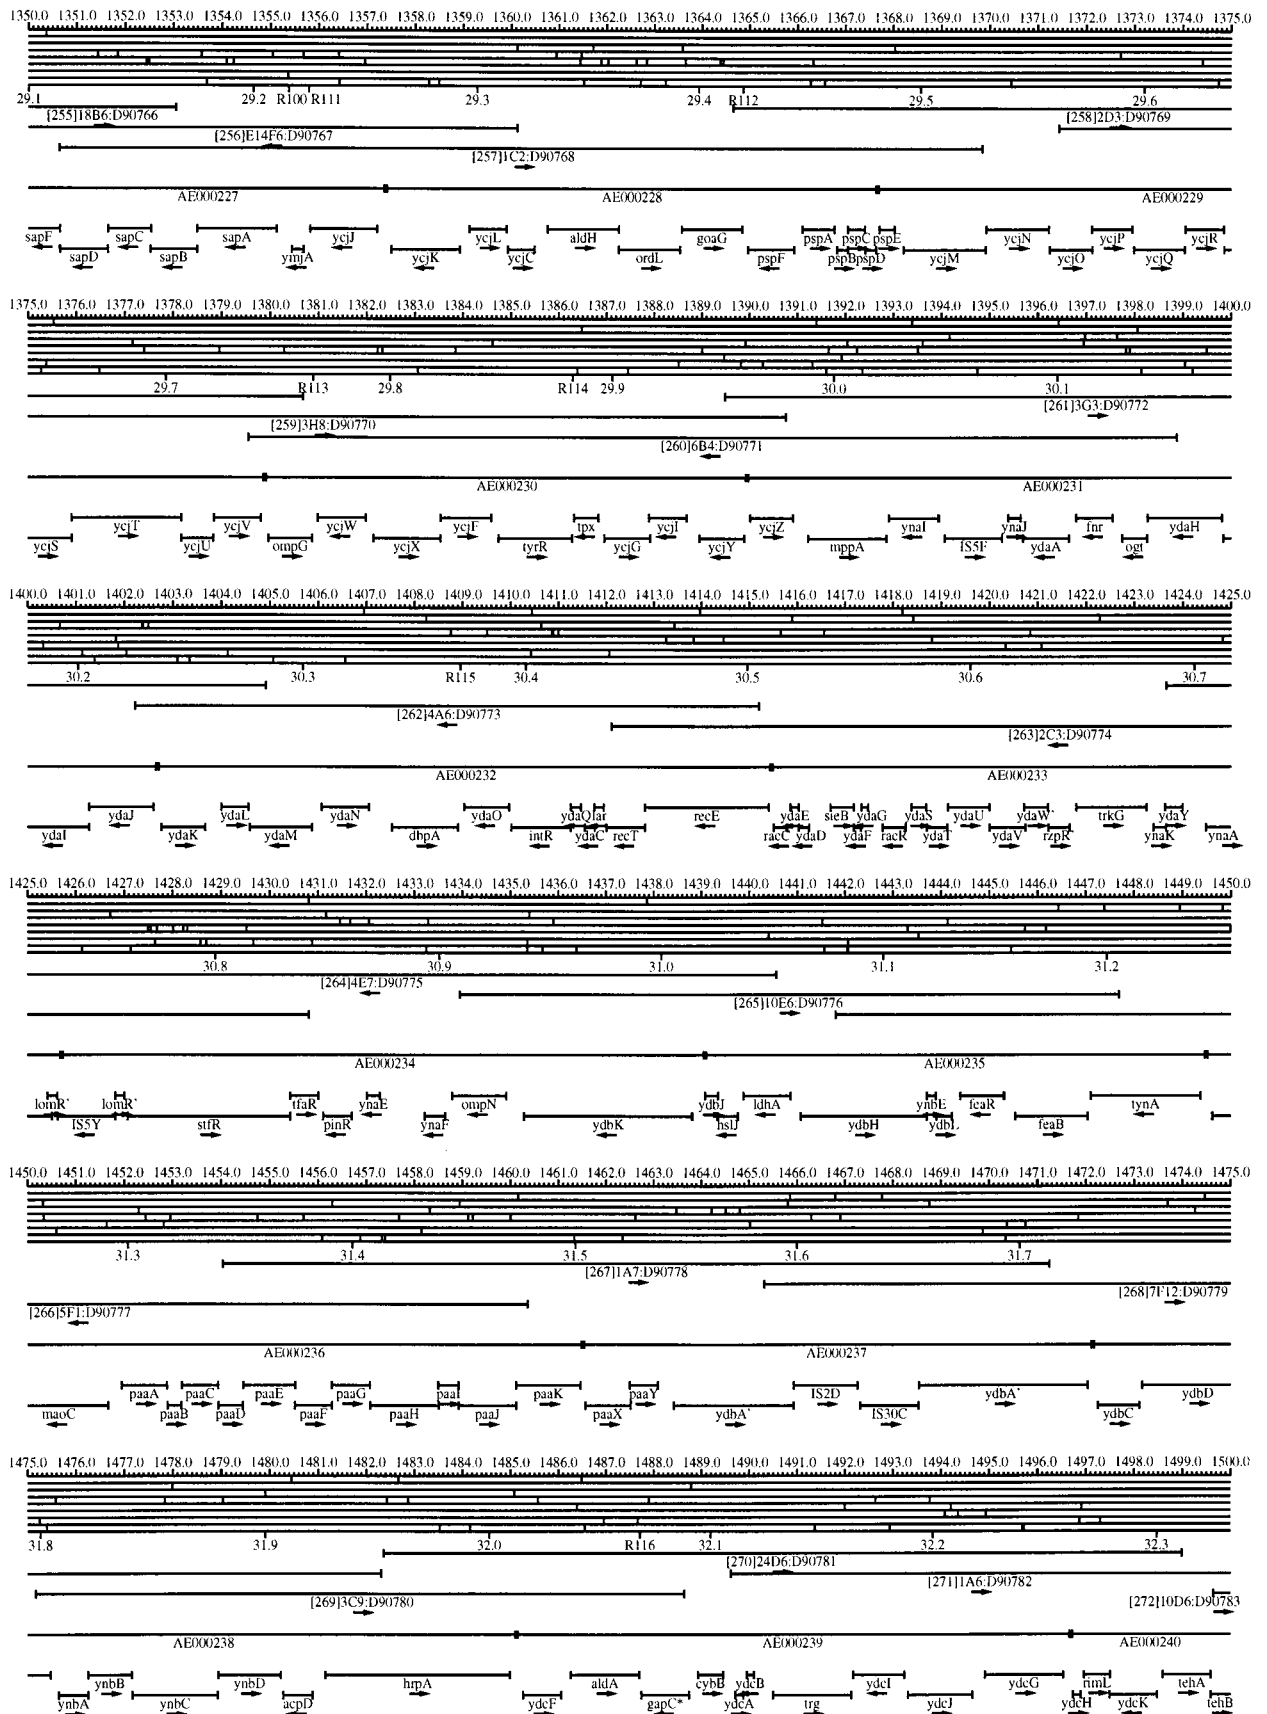 1350.0 1351.0 1352.0 1353.0 1354.0 1355.0 1356.0 1357.0 1358.0 1359.0 1360.0 1361.0 1362.0 1363.0 1364.0 1365.0 1366.0 1367.0 1368.0 1369.0 1370.0 1371.0 1372.0 1373.0 1374.0 1375.0
29.1 29.2 R100 R111 29.3 29.4 R112 29.5 29.6
[255]18B6:D90766 [258]2D3:D90769
[256]E14F6:D90767
[257]1C2:D90768
AE000227 AE000228 AE000229
sapF sapC sapA ycjJ ycjL aldH goaG pspA pspC pspE ycjN ycjP ycjR
sapD sapB ymjA ycjK ycjC ordL pspF pspB pspD ycjM ycjO ycjQ
1375.0 1376.0 1377.0 1378.0 1379.0 1380.0 1381.0 1382.0 1383.0 1384.0 1385.0 1386.0 1387.0 1388.0 1389.0 1390.0 1391.0 1392.0 1393.0 1394.0 1395.0 1396.0 1397.0 1398.0 1399.0 1400.0
29.7 R113 29.8 R114 29.9 30.0 30.1
[261]3G3:D90772
[259]3H8:D90770
[260]6B4:D90771
AE000230 AE000231
ycjT ycjV ycjW ycjF tpx ycjI ycjZ ynaI ynaJ fnr ydaH
ycjS ycjU ompG ycjX tyrR ycjG ycjY mppA IS5F ydaA ogt
1400.0 1401.0 1402.0 1403.0 1404.0 1405.0 1406.0 1407.0 1408.0 1409.0 1410.0 1411.0 1412.0 1413.0 1414.0 1415.0 1416.0 1417.0 1418.0 1419.0 1420.0 1421.0 1422.0 1423.0 1424.0 1425.0
30.2 30.3 R115 30.4 30.5 30.6 30.7
[262]4A6:D90773
[263]2C3:D90774
AE000232 AE000233
ydaJ ydaL ydaN ydaO ydaQ lar recE ydaE sieB ydaG ydaS ydaU ydaW` trkG ydaY
ydaI ydaK ydaM dbpA intR ydaC recT racC ydaD ydaF racR ydaT ydaV rzpR` ynaK ynaA
1425.0 1426.0 1427.0 1428.0 1429.0 1430.0 1431.0 1432.0 1433.0 1434.0 1435.0 1436.0 1437.0 1438.0 1439.0 1440.0 1441.0 1442.0 1443.0 1444.0 1445.0 1446.0 1447.0 1448.0 1449.0 1450.0
30.8 30.9 31.0 31.1 31.2
[264]4E7:D90775
[265]10E6:D90776
AE000234 AE000235
lomR` lomR` tfaR ynaE ompN ydbJ ldhA ynbE feaR tynA
IS5Y stfR pinR ynaF ydbK hslJ ydbH ydbL feaB
1450.0 1451.0 1452.0 1453.0 1454.0 1455.0 1456.0 1457.0 1458.0 1459.0 1460.0 1461.0 1462.0 1463.0 1464.0 1465.0 1466.0 1467.0 1468.0 1469.0 1470.0 1471.0 1472.0 1473.0 1474.0 1475.0
31.3 31.4 31.5 31.6 31.7
[267]1A7:D90778
[268]7F12:D90779
[266]5F1:D90777
AE000236 AE000237
paaA paaC paaE paaG paaI paaK paaY IS2D ydbA` ydbD
maoC paaB paaD paaF paaH paaJ paaX ydbA` IS30C ydbC
1475.0 1476.0 1477.0 1478.0 1479.0 1480.0 1481.0 1482.0 1483.0 1484.0 1485.0 1486.0 1487.0 1488.0 1489.0 1490.0 1491.0 1492.0 1493.0 1494.0 1495.0 1496.0 1497.0 1498.0 1499.0 1500.0
31.8 31.9 32.0 R116 32.1 32.2 32.3
[270]24D6:D90781
[271]1A6:D90782
[269]3C9:D90780 [272]10D6:D90783
AE000238 AE000239 AE000240
ynbB ynbD hrpA aldA cybB ydcB ydcI ydcG rimL tehA
ynbA ynbC acpD ydcF gapC* ydcA trg ydcJ ydcH ydcK tehB